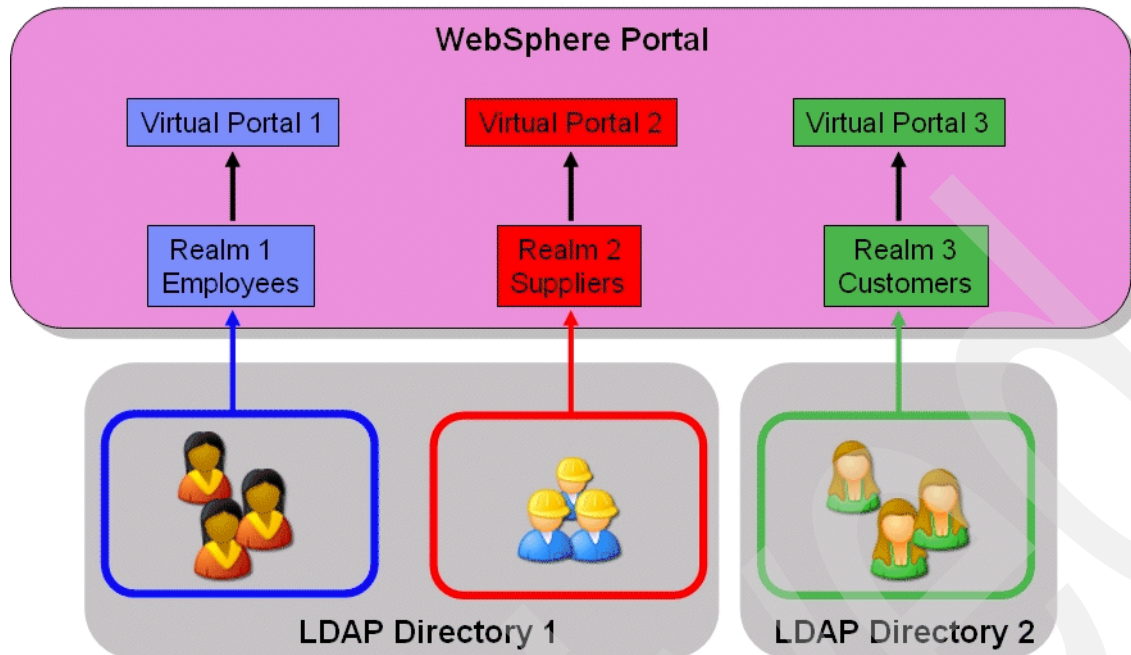 WebSphere Portal
Virtual Portal 1
Virtual Portal 2
Virtual Portal 3
Realm 1
Employees
Realm 2
Suppliers
Realm 3
Customers
LDAP Directory 1
LDAP Directory 2